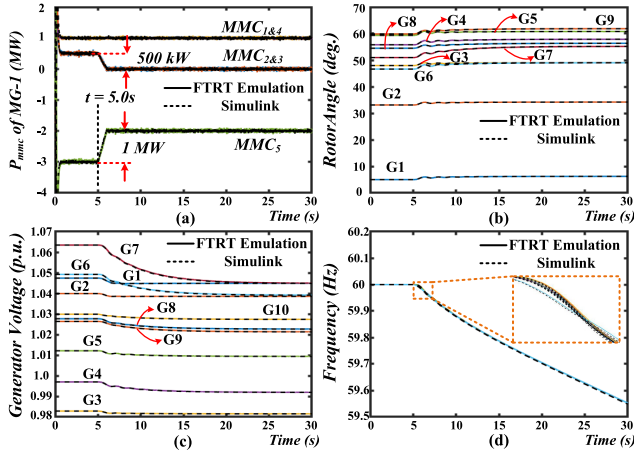 2
1
0
-1
-2
-3
-4
P_mmc of MG-1 (MW)
MMC1&4
500 kW
MMC2&3
t = 5.0s
FTRT Emulation
Simulink
1 MW
MMC5
0 5 10 15 20 25 30
(a)
Time (s)
70
60
50
40
30
20
10
0
RotorAngle (deg.)
G8
G4
G5
G9
G3
G7
G6
FTRT Emulation
Simulink
G2
G1
0 5 10 15 20 25 30
(b)
Time (s)
1.07
1.06
1.05
1.04
1.03
1.02
1.01
1.0
0.99
0.98
Generator Voltage (p.u.)
G7
FTRT Emulation
Simulink
G6
G1
G2
G8
G10
G9
G5
G4
G3
0 5 10 15 20 25 30
(c)
Time (s)
60.2
60.1
60.0
59.9
59.8
59.7
59.6
59.5
Frequency (Hz)
FTRT Emulation
Simulink
0 5 10 15 20 25 30
(d)
Time (s)